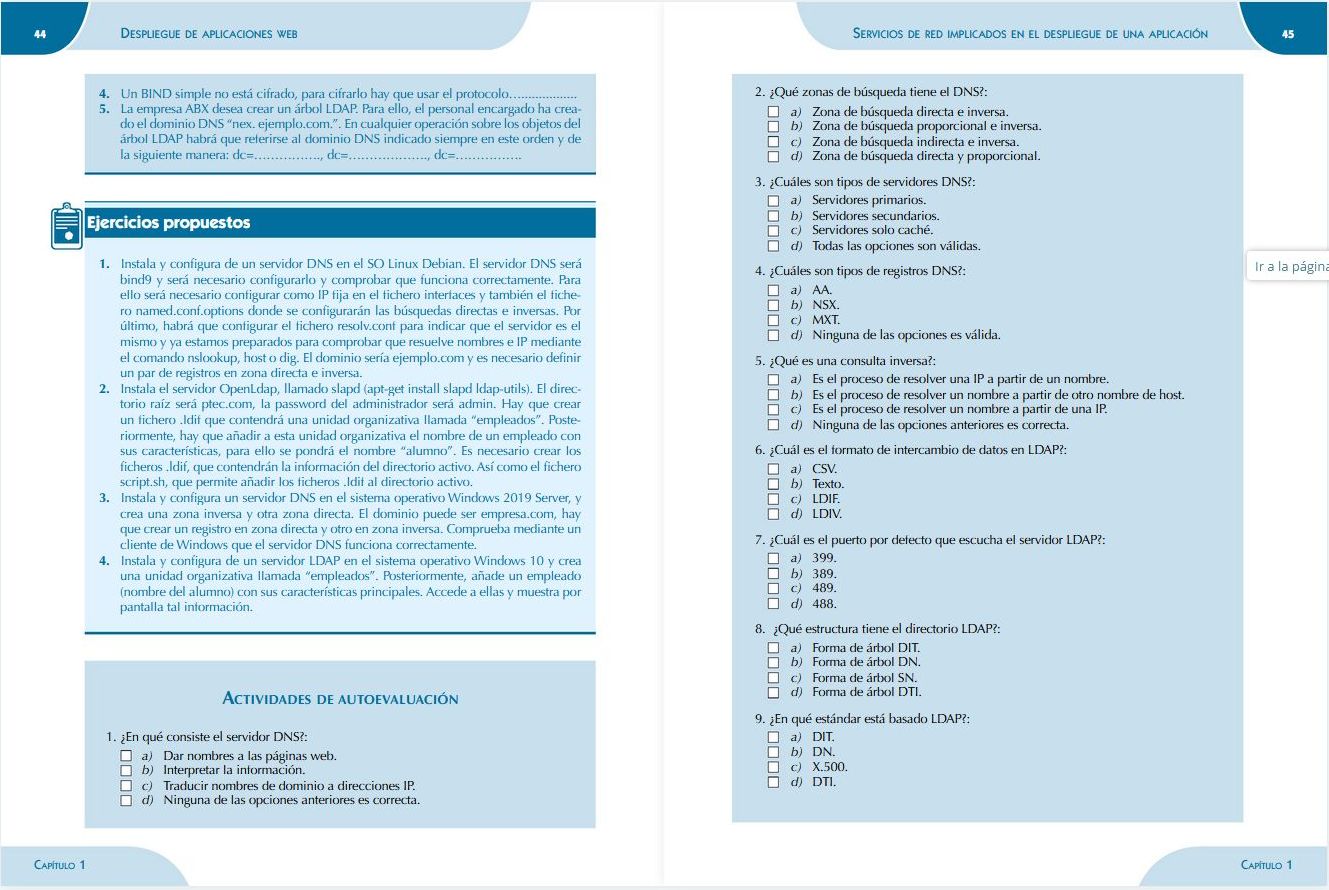 44
DESPLIEGUE DE APLICACIONES WEB
4. Un BIND simple no está cifrado, para cifrarlo hay que usar el protocolo…..................
5. La empresa ABX desea crear un árbol LDAP. Para ello, el personal encargado ha crea-
do el dominio DNS “nex. ejemplo.com.”. En cualquier operación sobre los objetos del
árbol LDAP habrá que referirse al dominio DNS indicado siempre en este orden y de
la siguiente manera: dc=……………., dc=………………., dc=…………….
Ejercicios propuestos
1. Instala y configura de un servidor DNS en el SO Linux Debian. El servidor DNS será
bind9 y será necesario configurarlo y comprobar que funciona correctamente. Para
ello será necesario configurar como IP fija en el fichero interfaces y también el fiche-
ro named.conf.options donde se configurarán las búsquedas directas e inversas. Por
último, habrá que configurar el fichero resolv.conf para indicar que el servidor es el
mismo y ya estamos preparados para comprobar que resuelve nombres e IP mediante
el comando nslookup, host o dig. El dominio sería ejemplo.com y es necesario definir
un par de registros en zona directa e inversa.
2. Instala el servidor OpenLdap, llamado slapd (apt-get install slapd ldap-utils). El direc-
torio raíz será ptec.com, la password del administrador será admin. Hay que crear
un fichero .ldif que contendrá una unidad organizativa llamada “empleados”. Poste-
riormente, hay que añadir a esta unidad organizativa el nombre de un empleado con
sus características, para ello se pondrá el nombre “alumno”. Es necesario crear los
ficheros .ldif, que contendrán la información del directorio activo. Así como el fichero
script.sh, que permite añadir los ficheros .ldif al directorio activo.
3. Instala y configura un servidor DNS en el sistema operativo Windows 2019 Server, y
crea una zona inversa y otra zona directa. El dominio puede ser empresa.com, hay
que crear un registro en zona directa y otro en zona inversa. Comprueba mediante un
cliente de Windows que el servidor DNS funciona correctamente.
4. Instala y configura de un servidor LDAP en el sistema operativo Windows 10 y crea
una unidad organizativa llamada “empleados”. Posteriormente, añade un empleado
(nombre del alumno) con sus características principales. Accede a ellas y muestra por
pantalla tal información.
ACTIVIDADES DE AUTOEVALUACIÓN
1. ¿En qué consiste el servidor DNS?:
a) Dar nombres a las páginas web.
b) Interpretar la información.
c) Traducir nombres de dominio a direcciones IP.
d) Ninguna de las opciones anteriores es correcta.
CAPÍTULO 1
SERVICIOS DE RED IMPLICADOS EN EL DESPLIEGUE DE UNA APLICACIÓN
45
2. ¿Qué zonas de búsqueda tiene el DNS?:
a) Zona de búsqueda directa e inversa.
b) Zona de búsqueda proporcional e inversa.
c) Zona de búsqueda indirecta e inversa.
d) Zona de búsqueda directa y proporcional.
3. ¿Cuáles son tipos de servidores DNS?:
a) Servidores primarios.
b) Servidores secundarios.
c) Servidores solo caché.
d) Todas las opciones son válidas.
4. ¿Cuáles son tipos de registros DNS?:
a) AA.
b) NSX.
c) MXT.
d) Ninguna de las opciones es válida.
5. ¿Qué es una consulta inversa?:
a) Es el proceso de resolver una IP a partir de un nombre.
b) Es el proceso de resolver un nombre a partir de otro nombre de host.
c) Es el proceso de resolver un nombre a partir de una IP.
d) Ninguna de las opciones anteriores es correcta.
6. ¿Cuál es el formato de intercambio de datos en LDAP?:
a) CSV.
b) Texto.
c) LDIF.
d) LDIV.
7. ¿Cuál es el puerto por defecto que escucha el servidor LDAP?:
a) 399.
b) 389.
c) 489.
d) 488.
8. ¿Qué estructura tiene el directorio LDAP?:
a) Forma de árbol DIT.
b) Forma de árbol DN.
c) Forma de árbol SN.
d) Forma de árbol DTI.
9. ¿En qué estándar está basado LDAP?:
a) DIT.
b) DN.
c) X.500.
d) DTI.
Ir a la página
CAPÍTULO 1